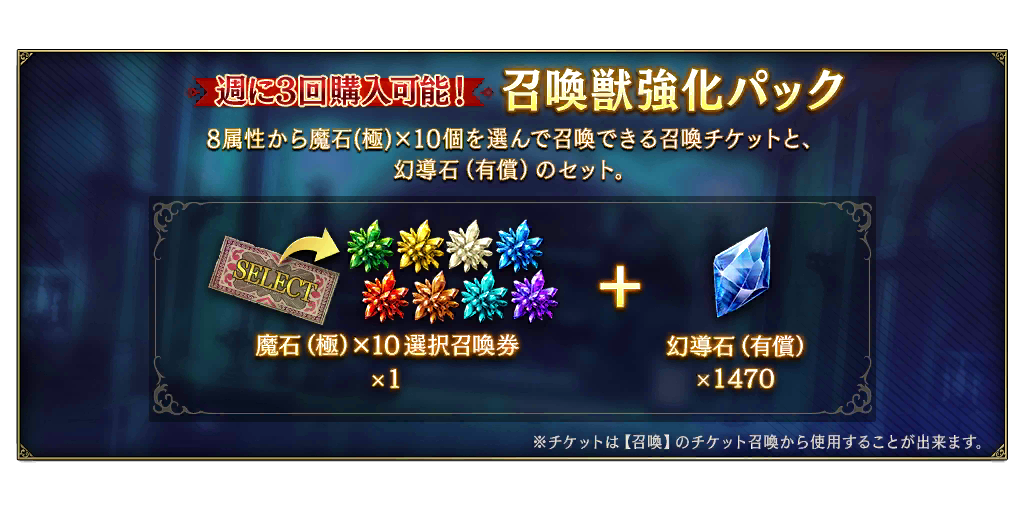 週に3回購入可能！ 召喚獣強化パック
8属性から魔石(極)×10個を選んで召喚できる召喚チケットと、
幻導石（有償）のセット。
SELECT
+
魔石（極）×10選択召喚券
×1
幻導石（有償）
×1470
※チケットは【召喚】のチケット召喚から使用することが出来ます。